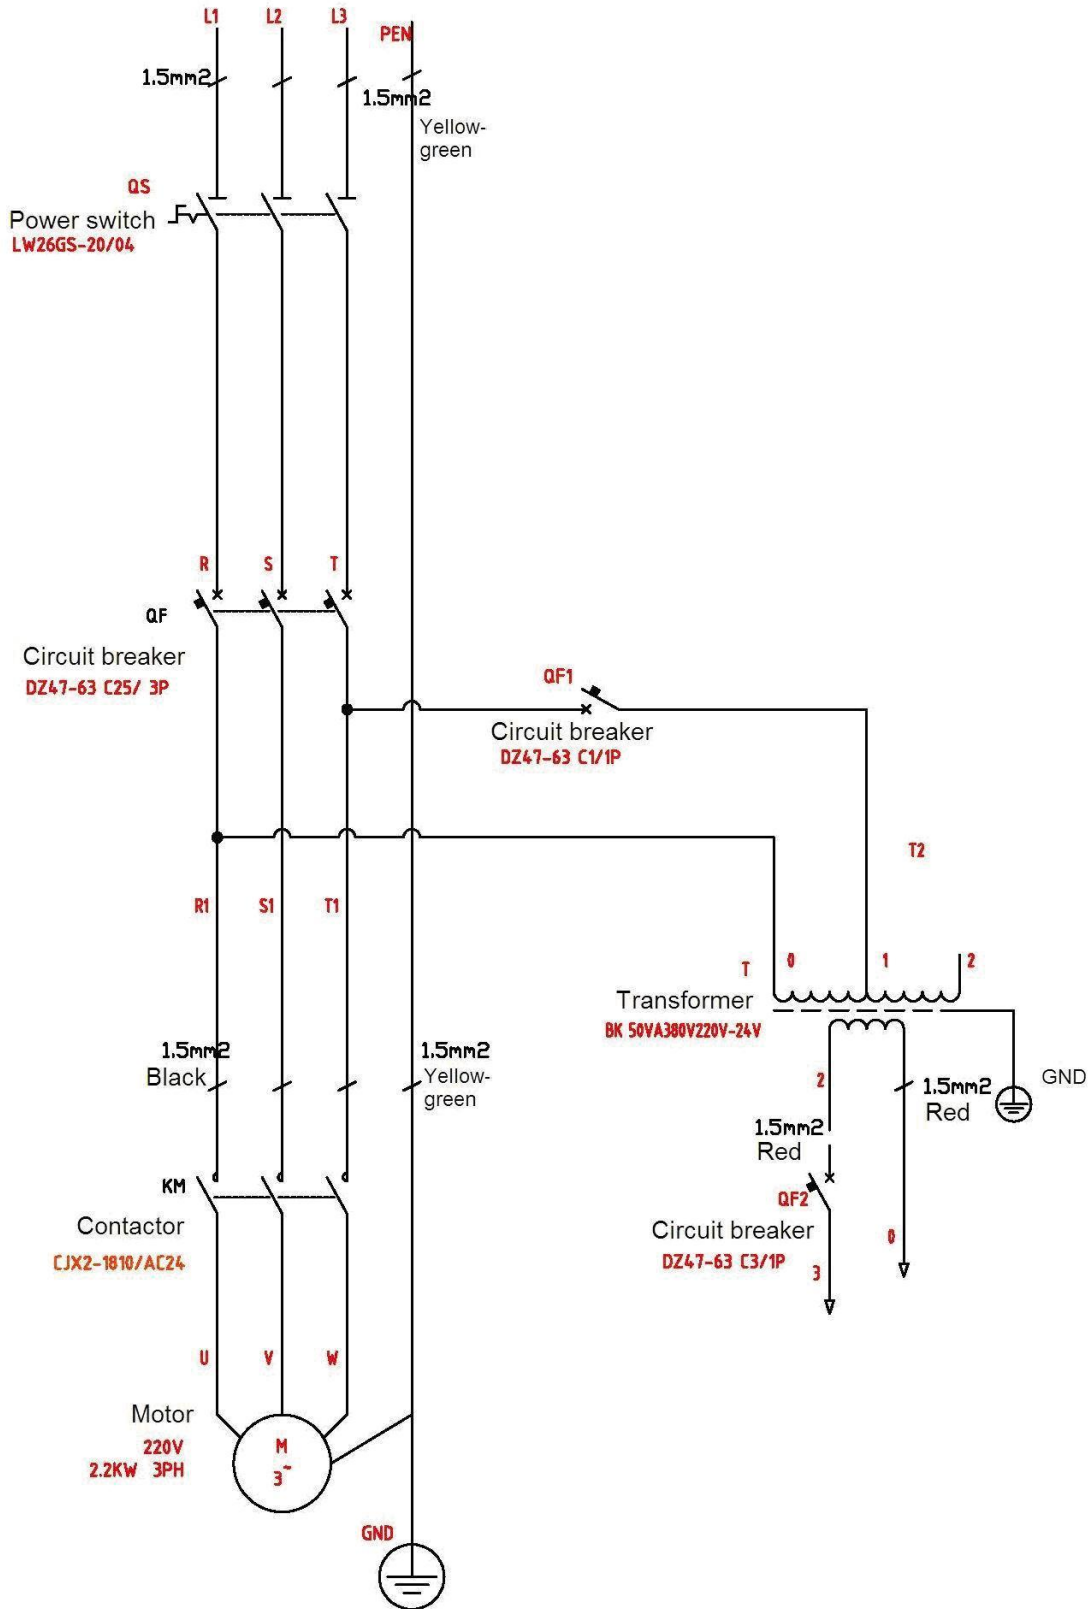 L1 L2 L3
PEN
1.5mm2
1.5mm2
Yellow-
green
QS
Power switch
LW26GS-20/04
R S T
QF
Circuit breaker
DZ47-63 C25/ 3P
QF1
Circuit breaker
DZ47-63 C1/1P
T2
R1 S1 T1
T 0 1 2
Transformer
BK 50VA380V220V-24V
1.5mm2
Black
1.5mm2
Yellow-
green
2
1.5mm2
Red
GND
1.5mm2
Red
KM
Contactor
CJX2-1810/AC24
QF2
Circuit breaker
DZ47-63 C3/1P
0
3
U V W
Motor
220V
2.2KW 3PH
M
3~
GND